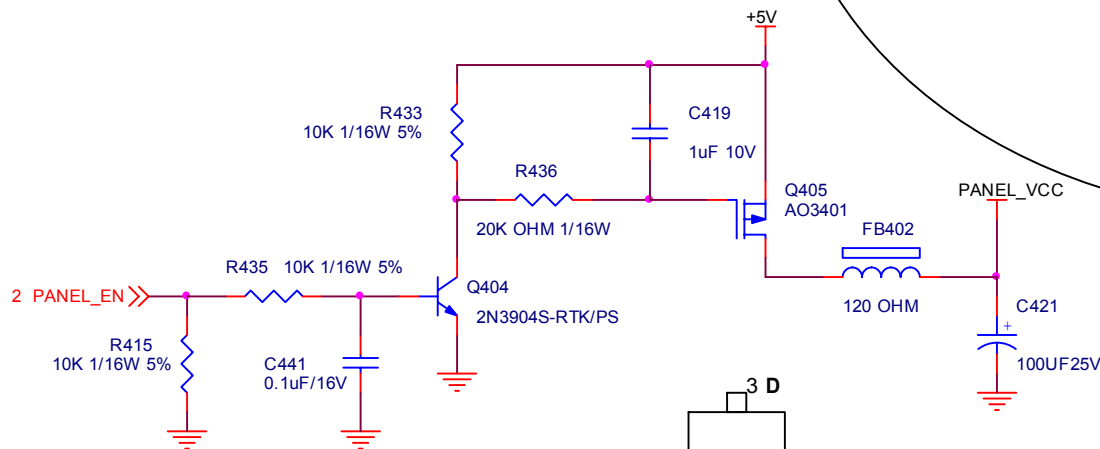 +5V
R433
10K 1/16W 5%
C419
1uF 10V
R436
20K OHM 1/16W
Q405
AO3401
PANEL_VCC
FB402
120 OHM
R435 10K 1/16W 5%
2 PANEL_EN
Q404
2N3904S-RTK/PS
C421
+
100UF25V
R415
10K 1/16W 5%
C441
0.1uF/16V
3 D